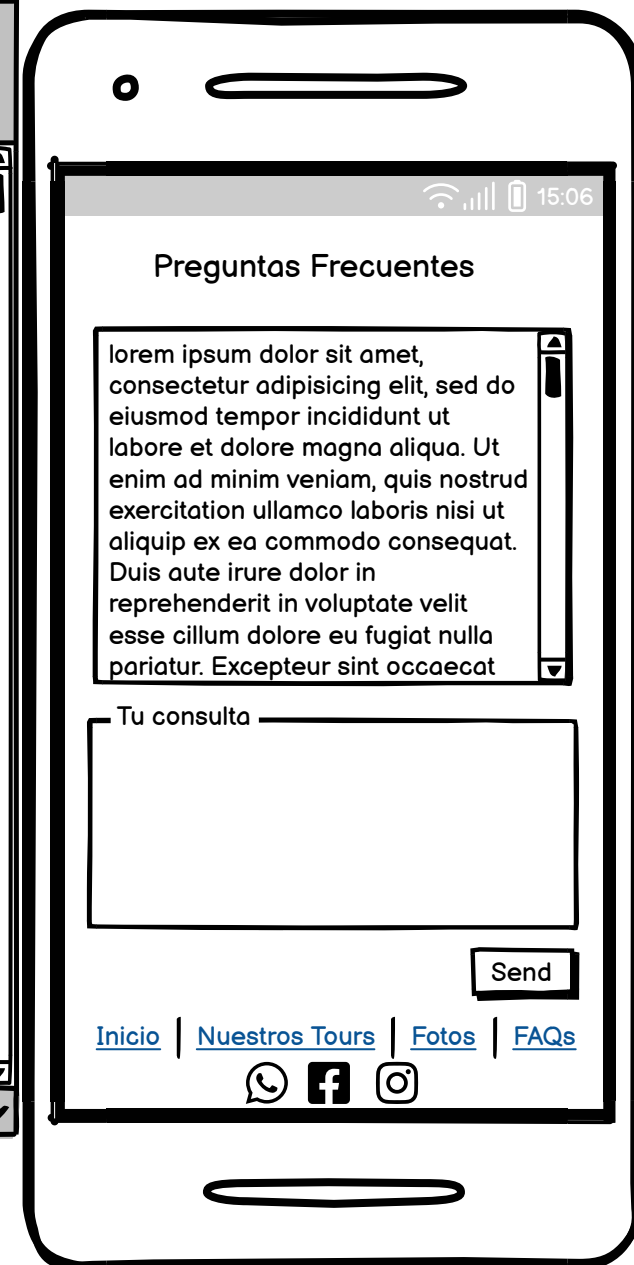 15:06
Preguntas Frecuentes
lorem ipsum dolor sit amet,
consectetur adipisicing elit, sed do
eiusmod tempor incididunt ut
labore et dolore magna aliqua. Ut
enim ad minim veniam, quis nostrud
exercitation ullamco laboris nisi ut
aliquip ex ea commodo consequat.
Duis aute irure dolor in
reprehenderit in voluptate velit
esse cillum dolore eu fugiat nulla
pariatur. Excepteur sint occaecat
Tu consulta
Send
Inicio | Nuestros Tours | Fotos | FAQs